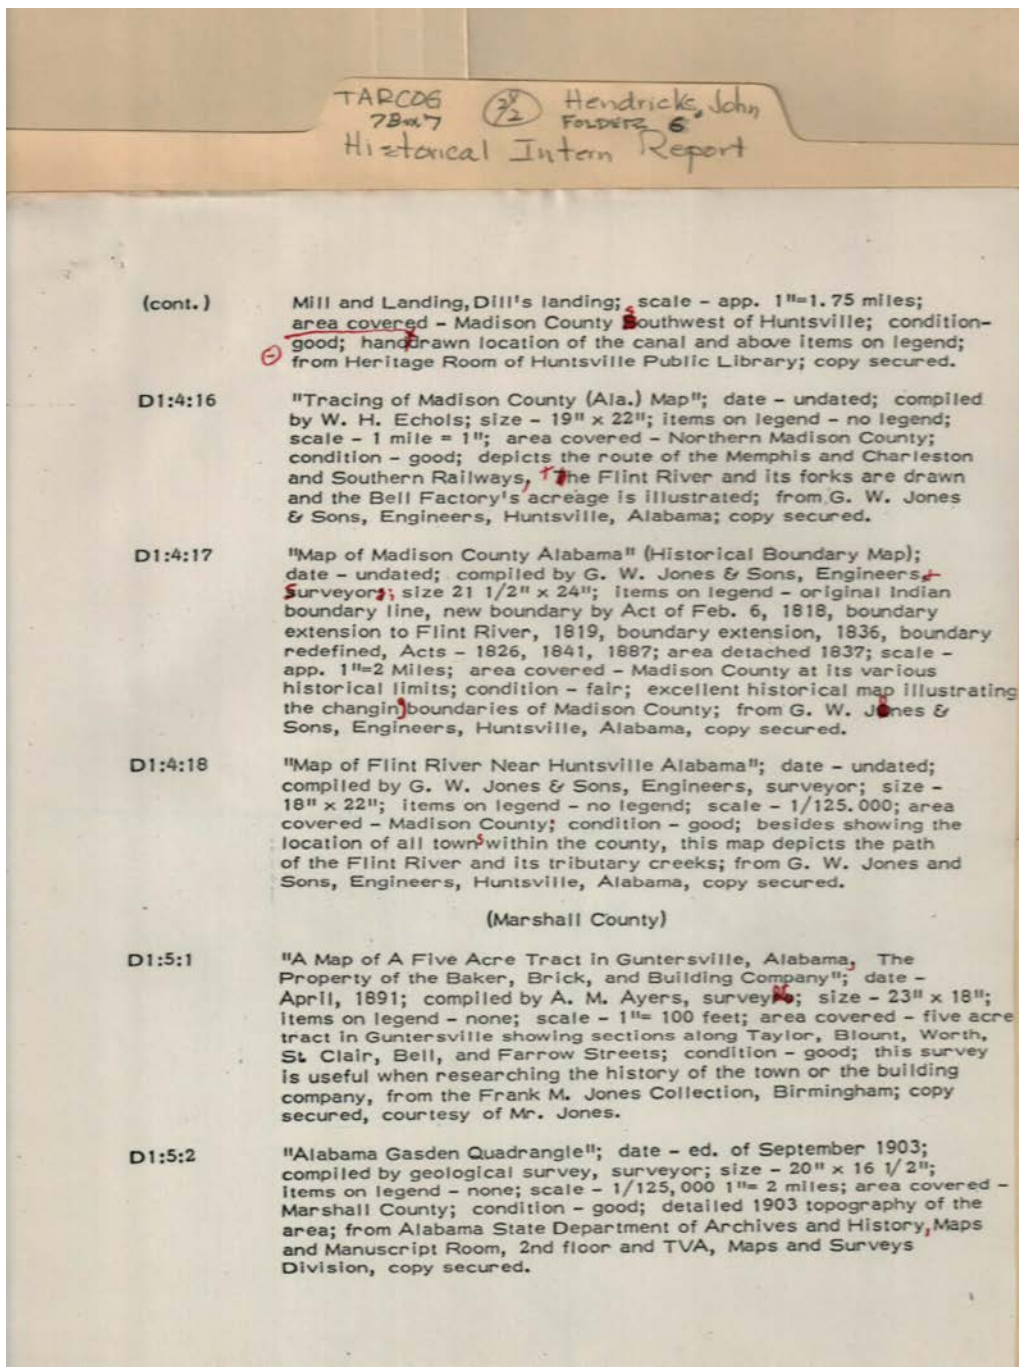 TARCOG Hendricks, John
7Box7 FOLDER 6
Historical Intern Report
(cont.) Mill and Landing, Dill's landing; scale - app. 1"=1.75 miles;
area covered - Madison County Southwest of Huntsville; condition-
good; handdrawn location of the canal and above items on legend;
from Heritage Room of Huntsville Public Library; copy secured.
D1:4:16 "Tracing of Madison County (Ala.) Map"; date - undated; compiled
by W. H. Echols; size - 19" x 22"; items on legend - no legend;
scale - 1 mile = 1"; area covered - Northern Madison County;
condition - good; depicts the route of the Memphis and Charleston
and Southern Railways, The Flint River and its forks are drawn
and the Bell Factory's acreage is illustrated; from G. W. Jones
& Sons, Engineers, Huntsville, Alabama; copy secured.
D1:4:17 "Map of Madison County Alabama" (Historical Boundary Map);
date - undated; compiled by G. W. Jones & Sons, Engineers,
Surveyors; size 21 1/2" x 24"; items on legend - original Indian
boundary line, new boundary by Act of Feb. 6, 1818, boundary
extension to Flint River, 1819, boundary extension, 1836, boundary
redefined, Acts - 1826, 1841, 1887; area detached 1837; scale -
app. 1"=2 Miles; area covered - Madison County at its various
historical limits; condition - fair; excellent historical map illustrating
the changing boundaries of Madison County; from G. W. Jones &
Sons, Engineers, Huntsville, Alabama, copy secured.
D1:4:18 "Map of Flint River Near Huntsville Alabama"; date - undated;
compiled by G. W. Jones & Sons, Engineers, surveyor; size -
18" x 22"; items on legend - no legend; scale - 1/125.000; area
covered - Madison County; condition - good; besides showing the
location of all towns within the county, this map depicts the path
of the Flint River and its tributary creeks; from G. W. Jones and
Sons, Engineers, Huntsville, Alabama, copy secured.
(Marshall County)
D1:5:1 "A Map of A Five Acre Tract in Guntersville, Alabama, The
Property of the Baker, Brick, and Building Company"; date -
April, 1891; compiled by A. M. Ayers, surveyor; size - 23" x 18";
items on legend - none; scale - 1"= 100 feet; area covered - five acre
tract in Guntersville showing sections along Taylor, Blount, Worth,
St. Clair, Bell, and Farrow Streets; condition - good; this survey
is useful when researching the history of the town or the building
company, from the Frank M. Jones Collection, Birmingham; copy
secured, courtesy of Mr. Jones.
D1:5:2 "Alabama Gasden Quadrangle"; date - ed. of September 1903;
compiled by geological survey, surveyor; size - 20" x 16 1/2";
items on legend - none; scale - 1/125,000 1"= 2 miles; area covered -
Marshall County; condition - good; detailed 1903 topography of the
area; from Alabama State Department of Archives and History, Maps
and Manuscript Room, 2nd floor and TVA, Maps and Surveys
Division, copy secured.